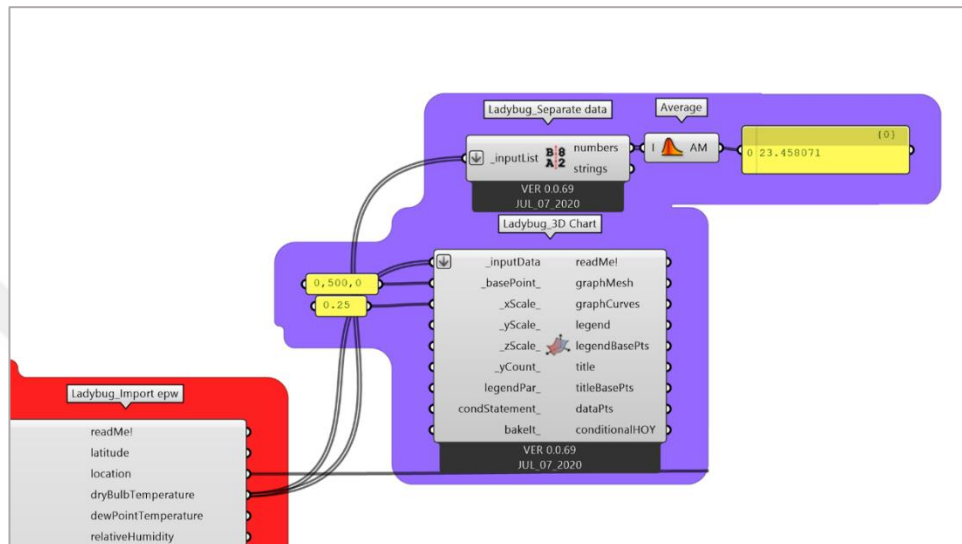 Ladybug_Separate data
Average
_inputList
B 8
A 2
numbers
strings
I AM
{0}
0 23.458071
VER 0.0.69
JUL_07_2020
Ladybug_3D Chart
_inputData readMe!
0,500,0
_basePoint_ graphMesh
0.25
_xScale_ graphCurves
_yScale_ legend
_zScale_ legendBasePts
_yCount_ title
legendPar_ titleBasePts
condStatement_ dataPts
bakeIt_ conditionalHOY
VER 0.0.69
JUL_07_2020
Ladybug_Import epw
readMe!
latitude
location
dryBulbTemperature
dewPointTemperature
relativeHumidity